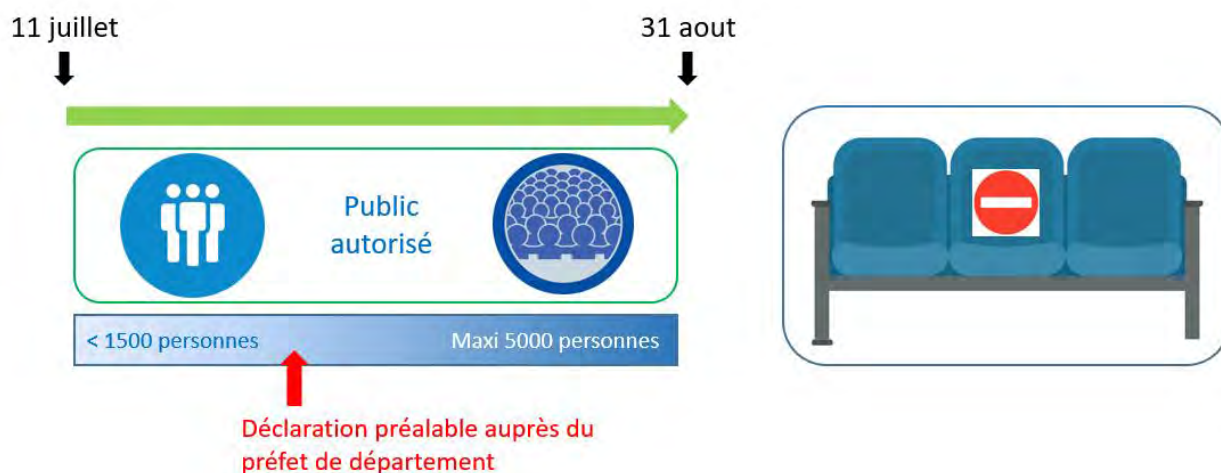 11 juillet
31 aout
Public
autorisé
< 1500 personnes
Maxi 5000 personnes
Déclaration préalable auprès du
préfet de département